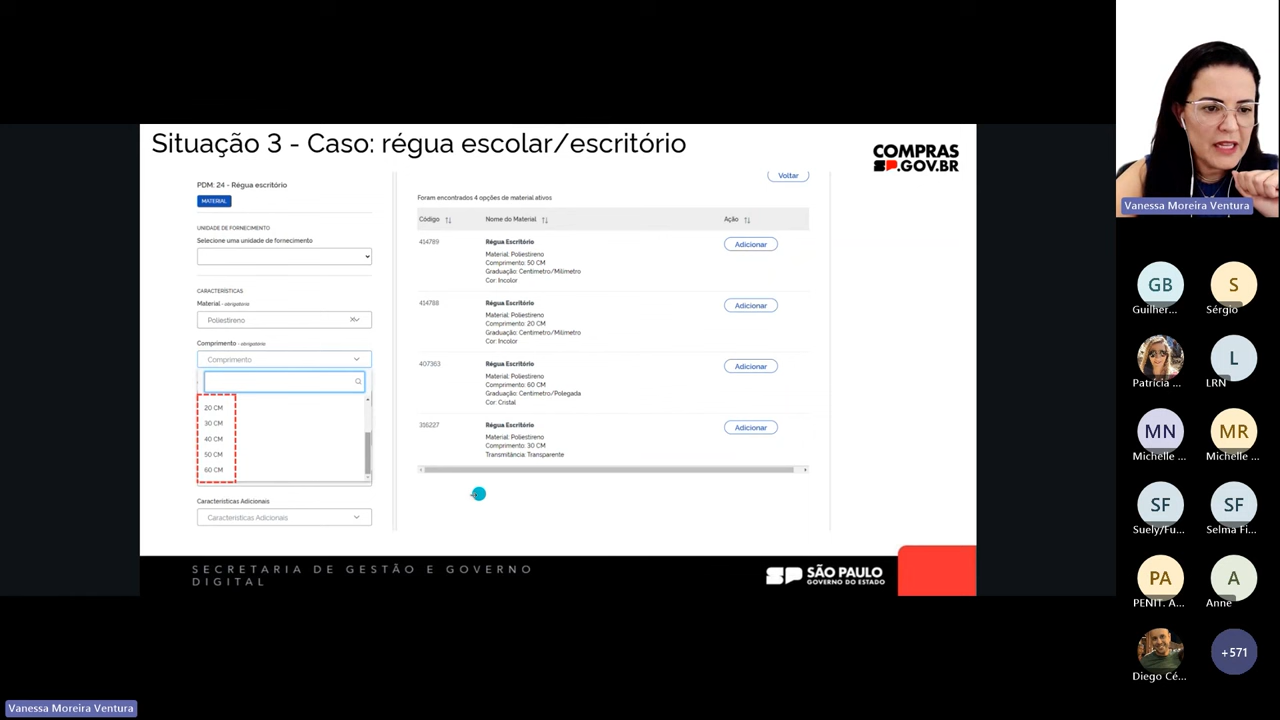 Situação 3 - Caso: régua escolar/escritório
COMPRAS
SP.GOV.BR
PDM: 24 - Régua escritório
MATERIAL
UNIDADE DE FORNECIMENTO
Selecione uma unidade de fornecimento
CARACTERÍSTICAS
Material - obrigatório
Poliestireno
Comprimento - obrigatório
Comprimento
20 CM
30 CM
40 CM
50 CM
60 CM
Características Adicionais
Características Adicionais
Voltar
Foram encontrados 4 opções de material ativos
Código Nome do Material Ação
414789 Régua Escritório Adicionar
Material: Poliestireno
Comprimento: 50 CM
Graduação: Centímetro/Milímetro
Cor: Incolor
414788 Régua Escritório Adicionar
Material: Poliestireno
Comprimento: 20 CM
Graduação: Centímetro/Milímetro
Cor: Incolor
407363 Régua Escritório Adicionar
Material: Poliestireno
Comprimento: 60 CM
Graduação: Centímetro/Polegada
Cor: Cristal
316227 Régua Escritório Adicionar
Material: Poliestireno
Comprimento: 30 CM
Transmitância: Transparente
SECRETARIA DE GESTÃO E GOVERNO
DIGITAL
SP SÃO PAULO
GOVERNO DO ESTADO
Vanessa Moreira Ventura
GB S
Guilher... Sérgio
L
Patrícia ... LRN
MN MR
Michelle ... Michelle ...
SF SF
Suely/Fu... Selma Fi...
PA A
PENIT. A... Anne
+571
Diego Cé...
Vanessa Moreira Ventura